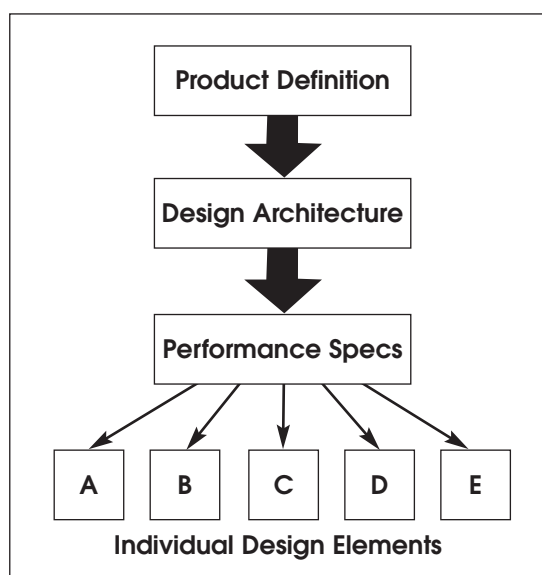 Product Definition
Design Architecture
Performance Specs
A B C D E
Individual Design Elements